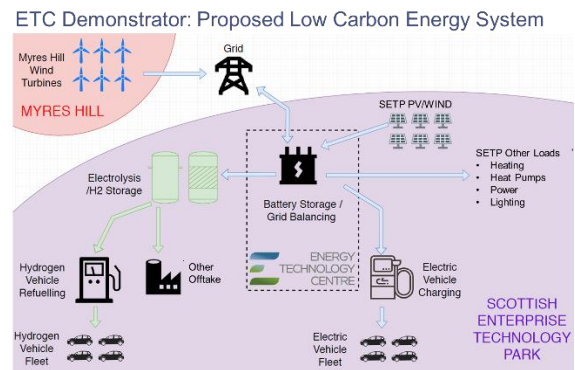 ETC Demonstrator: Proposed Low Carbon Energy System
Myres Hill
Wind
Turbines
MYRES HILL
Grid
SETP PV/WIND
Electrolysis
/H2 Storage
Battery Storage /
Grid Balancing
SETP Other Loads
• Heating
• Heat Pumps
• Power
• Lighting
Hydrogen
Vehicle
Refuelling
Other
Offtake
ENERGY
TECHNOLOGY
CENTRE
Electric
Vehicle
Charging
Hydrogen
Vehicle
Fleet
Electric
Vehicle
Fleet
SCOTTISH
ENTERPRISE
TECHNOLOGY
PARK